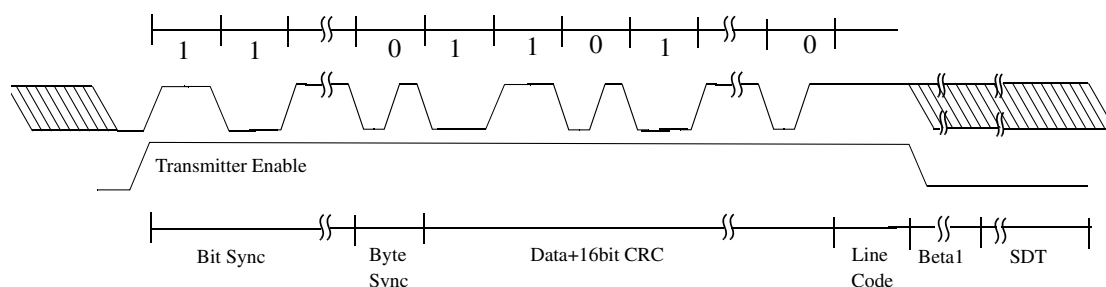 1 1 0 1 1 0 1 0
Transmitter Enable
Bit Sync
Byte
Sync
Data+16bit CRC
Line
Code
Beta1
SDT